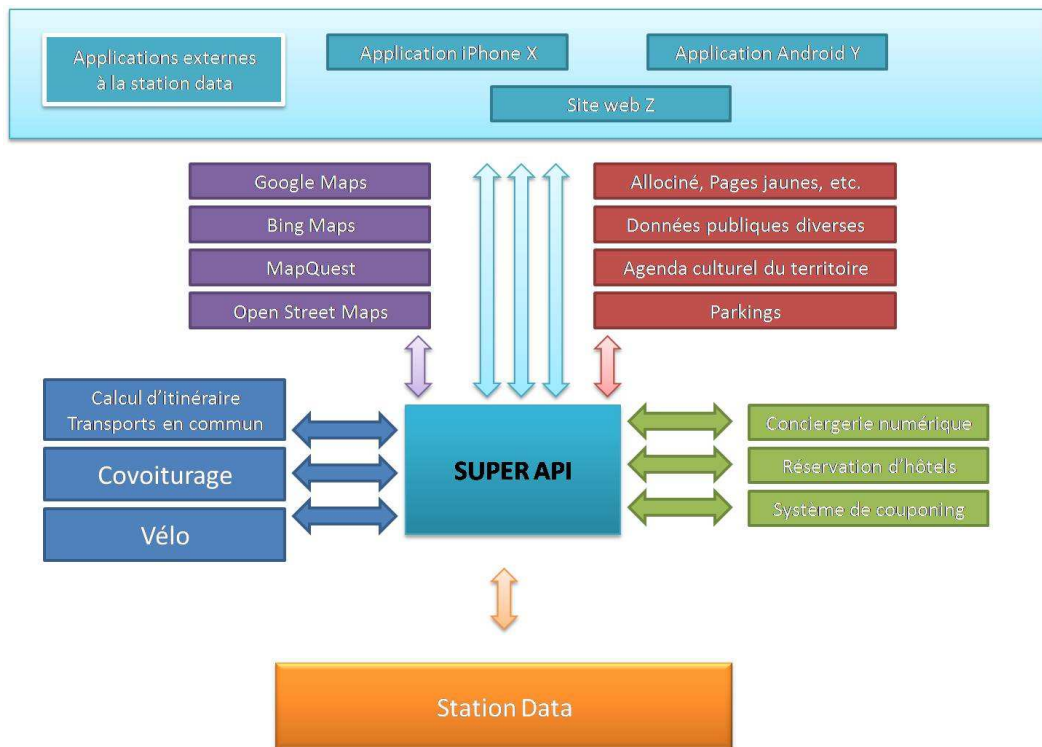 Applications externes
à la station data
Application iPhone X
Application Android Y
Site web Z
Google Maps
Bing Maps
MapQuest
Open Street Maps
Allociné, Pages jaunes, etc.
Données publiques diverses
Agenda culturel du territoire
Parkings
Calcul d'itinéraire
Transports en commun
Covoiturage
Vélo
SUPER API
Conciergerie numérique
Réservation d'hôtels
Système de couponing
Station Data